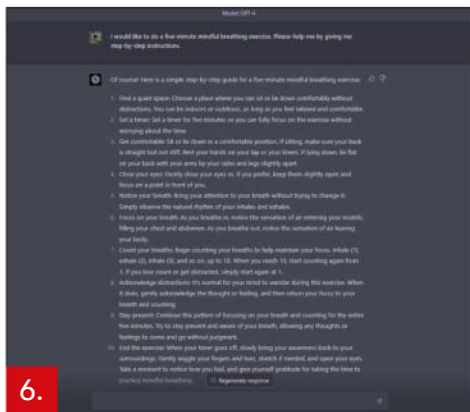 Model: GPT-4
I would like to do a five-minute mindful breathing exercise. Please help me by giving me
step-by-step instructions.
Of course! Here is a simple step-by-step guide for a five-minute mindful breathing exercise:
1. Find a quiet space: Choose a place where you can sit or lie down comfortably without
distractions. You can be indoors or outdoors, as long as you feel relaxed and comfortable.
2. Set a timer: Set a timer for five minutes so you can fully focus on the exercise without
worrying about the time.
3. Get comfortable: Sit or lie down in a comfortable position. If sitting, make sure your back
is straight but not stiff. Rest your hands on your lap or your knees. If lying down, lie flat
on your back with your arms by your sides and legs slightly apart.
4. Close your eyes: Gently close your eyes or, if you prefer, keep them slightly open and
focus on a point in front of you.
5. Notice your breath: Bring your attention to your breath without trying to change it.
Simply observe the natural rhythm of your inhales and exhales.
6. Focus on your breath: As you breathe in, notice the sensation of air entering your nostrils,
filling your chest and abdomen. As you breathe out, notice the sensation of air leaving
your body.
7. Count your breaths: Begin counting your breaths to help maintain your focus. Inhale (1),
exhale (2), inhale (3), and so on, up to 10. When you reach 10, start counting again from
1. If you lose count or get distracted, simply start again at 1.
8. Acknowledge distractions: It's normal for your mind to wander during this exercise. When
it does, gently acknowledge the thought or feeling, and then return your focus to your
breath and counting.
9. Stay present: Continue this pattern of focusing on your breath and counting for the entire
five minutes. Try to stay present and aware of your breath, allowing any thoughts or
feelings to come and go without judgment.
10. End the exercise: When your timer goes off, slowly bring your awareness back to your
surroundings. Gently wiggle your fingers and toes, stretch if needed, and open your eyes.
Take a moment to notice how you feel, and give yourself gratitude for taking the time to
practice mindful breathing.
Regenerate response
6.